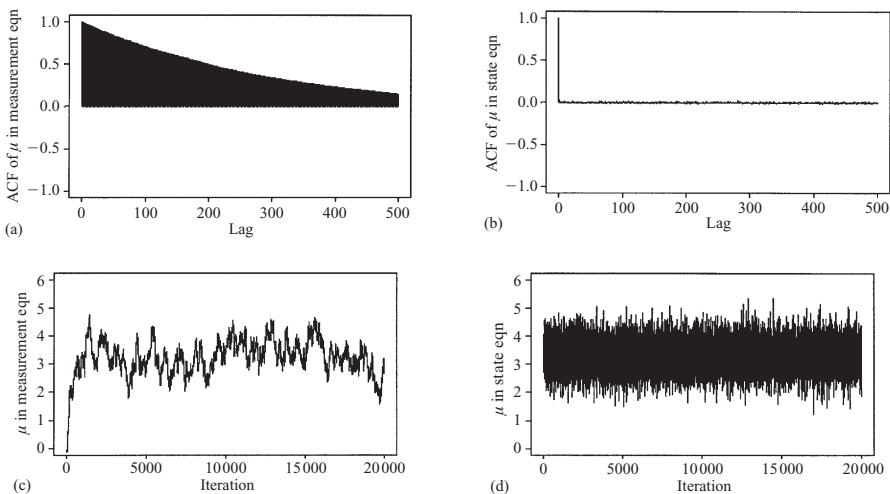 ACF of μ in measurement eqn
1.0
0.5
0.0
−0.5
−1.0
0 100 200 300 400 500
Lag
(a)
ACF of μ in state eqn
1.0
0.5
0.0
−0.5
−1.0
0 100 200 300 400 500
Lag
(b)
μ in measurement eqn
6
5
4
3
2
1
0
0 5000 10000 15000 20000
Iteration
(c)
μ in state eqn
6
5
4
3
2
1
0
0 5000 10000 15000 20000
Iteration
(d)